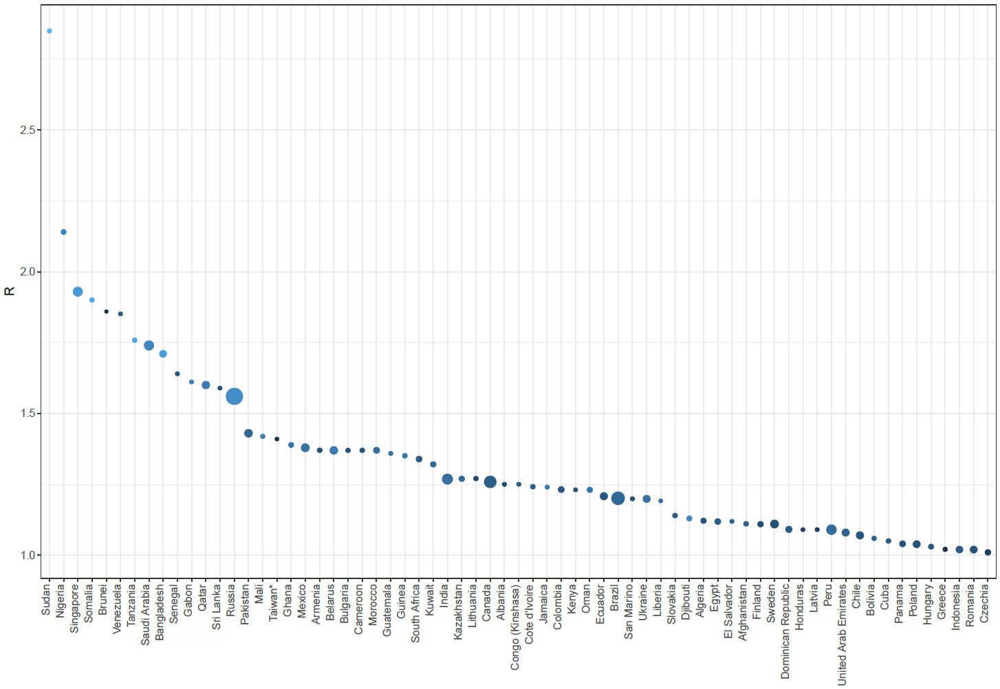 R
2.5
2.0
1.5
1.0
Sudan
Nigeria
Singapore
Somalia
Brunei
Venezuela
Tanzania
Saudi Arabia
Bangladesh
Senegal
Gabon
Qatar
Sri Lanka
Russia
Pakistan
Mali
Taiwan*
Ghana
Mexico
Armenia
Belarus
Bulgaria
Cameroon
Morocco
Guatemala
Guinea
South Africa
Kuwait
India
Kazakhstan
Lithuania
Canada
Albania
Congo (Kinshasa)
Cote d'Ivoire
Jamaica
Colombia
Kenya
Oman
Ecuador
Brazil
San Marino
Ukraine
Liberia
Slovakia
Djibouti
Algeria
Egypt
El Salvador
Afghanistan
Finland
Sweden
Dominican Republic
Honduras
Latvia
Peru
United Arab Emirates
Chile
Bolivia
Cuba
Panama
Poland
Hungary
Greece
Indonesia
Romania
Czechia